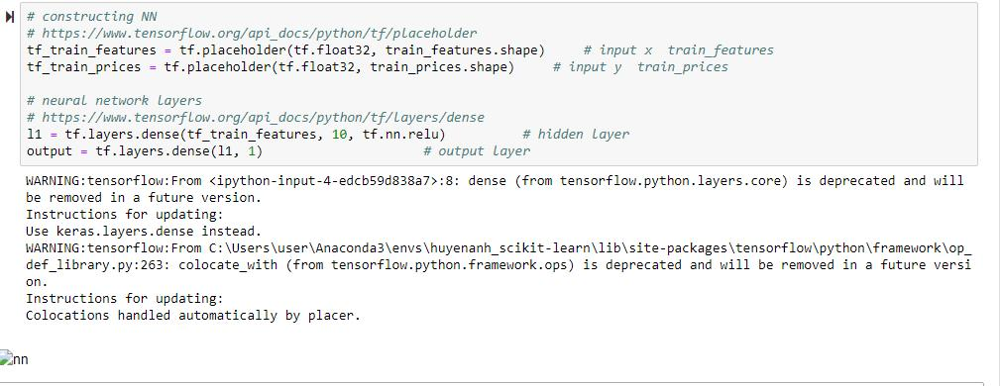 # constructing NN
# https://www.tensorflow.org/api_docs/python/tf/placeholder
tf_train_features = tf.placeholder(tf.float32, train_features.shape)     # input x  train_features
tf_train_prices = tf.placeholder(tf.float32, train_prices.shape)     # input y  train_prices
# neural network layers
# https://www.tensorflow.org/api_docs/python/tf/layers/dense
l1 = tf.layers.dense(tf_train_features, 10, tf.nn.relu)          # hidden layer
output = tf.layers.dense(l1, 1)                     # output layer
WARNING:tensorflow:From <ipython-input-4-edcb59d838a7>:8: dense (from tensorflow.python.layers.core) is deprecated and will
be removed in a future version.
Instructions for updating:
Use keras.layers.dense instead.
WARNING:tensorflow:From C:\Users\user\Anaconda3\envs\huyenanh_scikit-learn\lib\site-packages\tensorflow\python\framework\op_
def_library.py:263: colocate_with (from tensorflow.python.framework.ops) is deprecated and will be removed in a future versi
on.
Instructions for updating:
Colocations handled automatically by placer.
nn